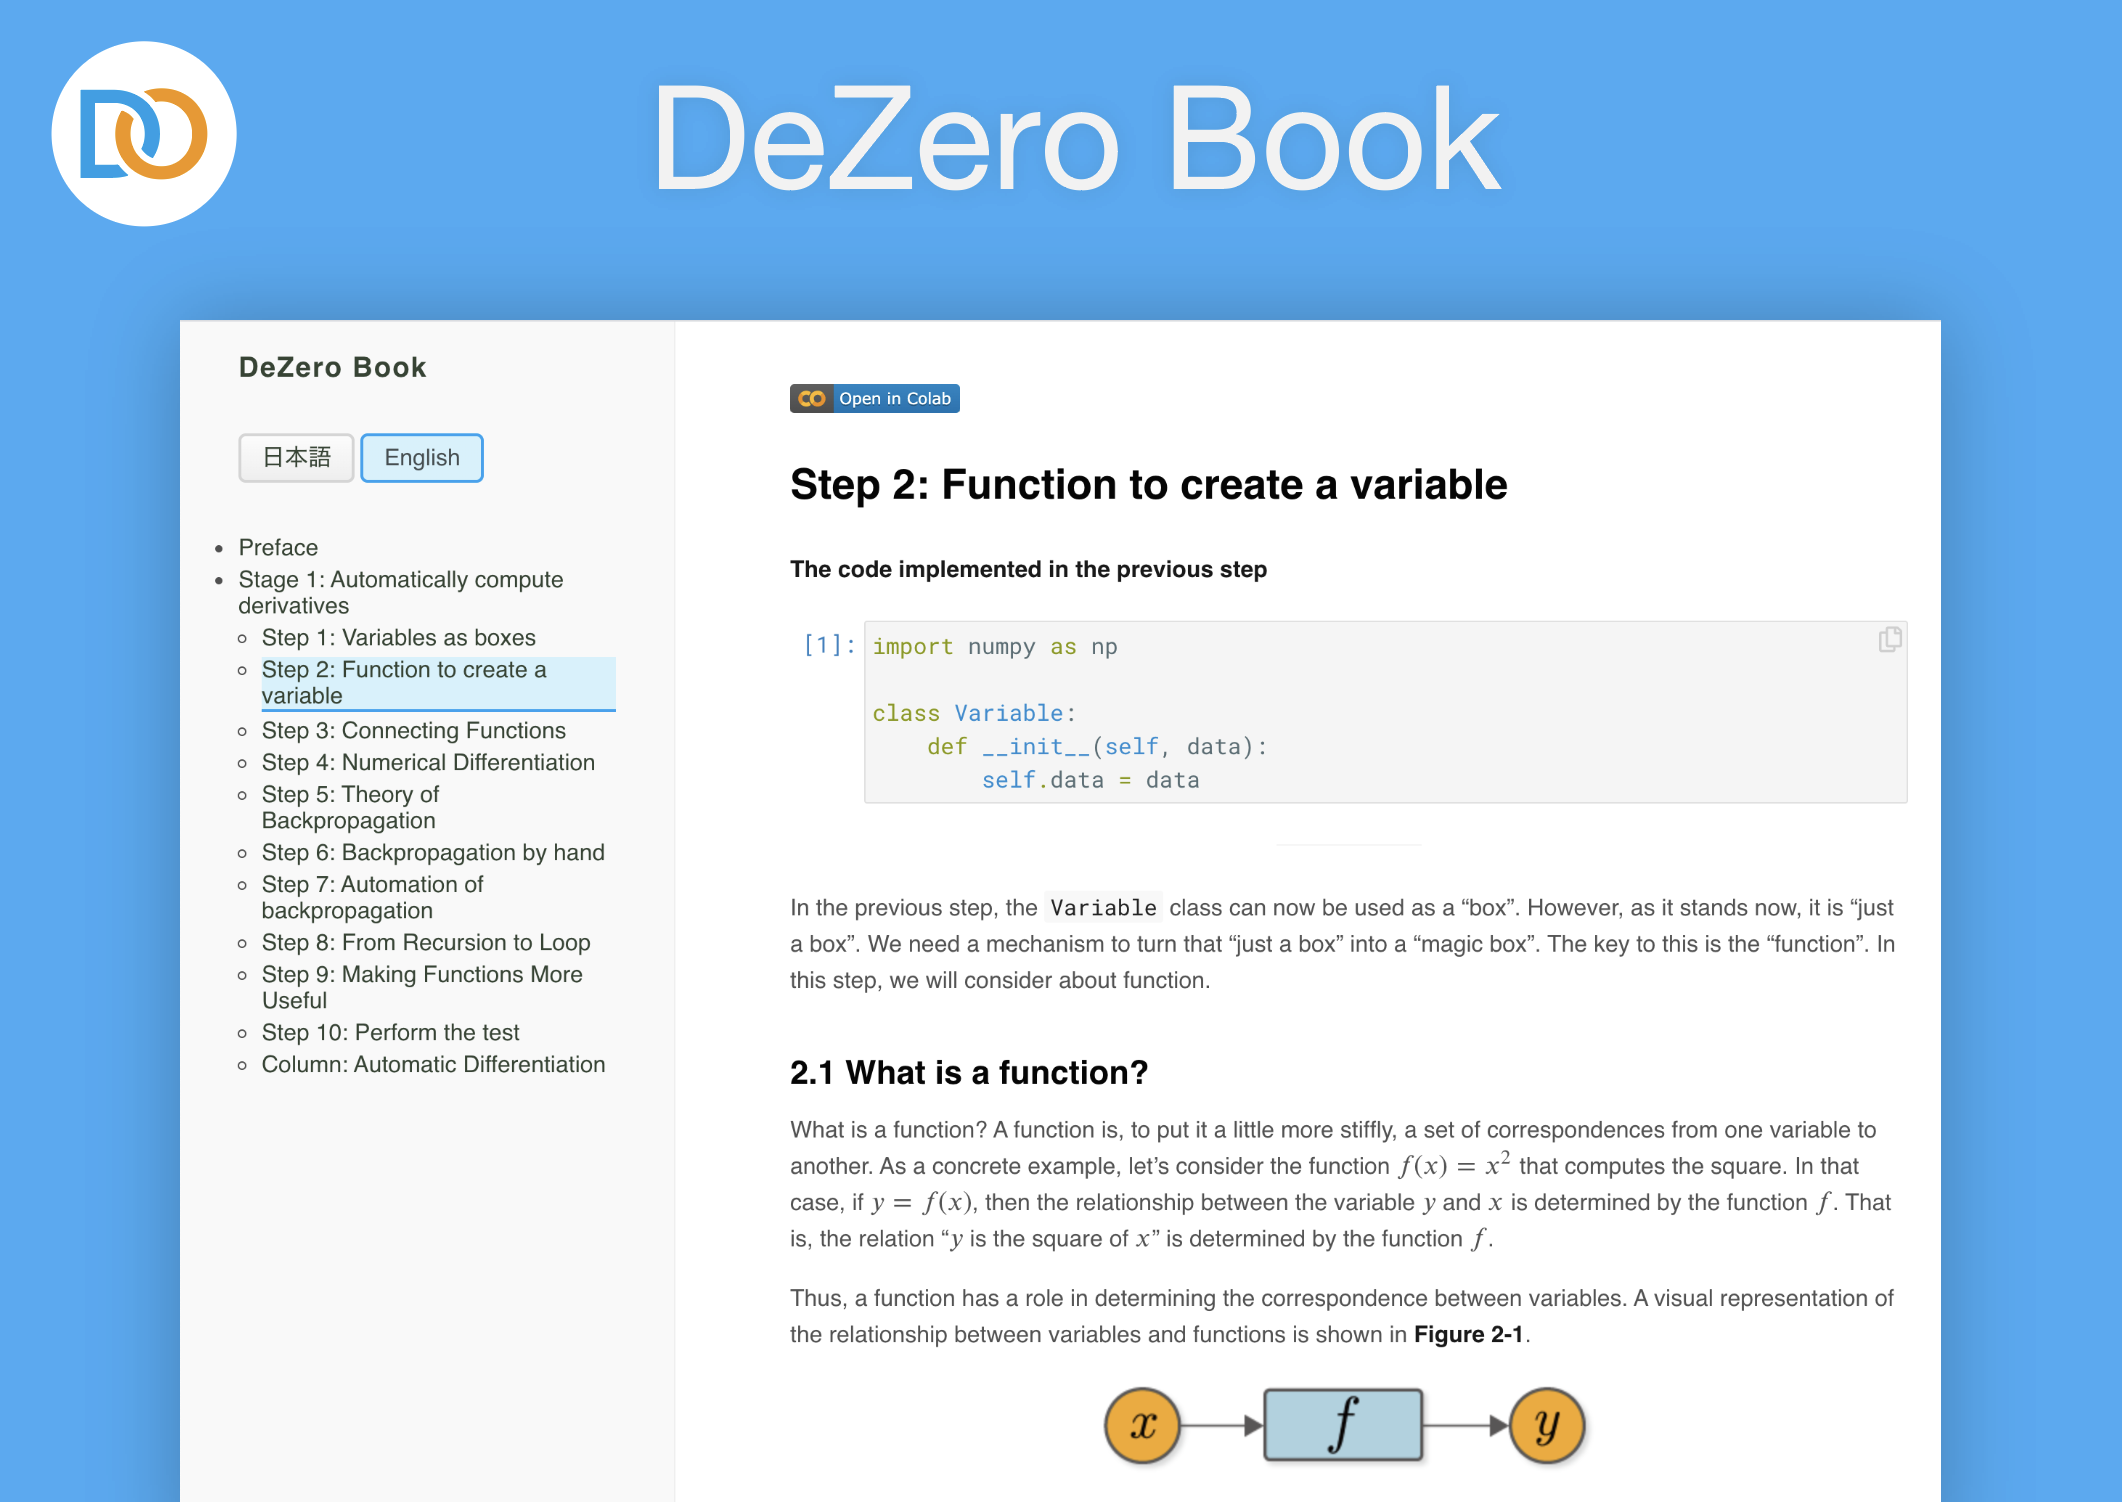 DO
DeZero Book
DeZero Book
日本語 English
Preface
Stage 1: Automatically compute
derivatives
Step 1: Variables as boxes
Step 2: Function to create a
variable
Step 3: Connecting Functions
Step 4: Numerical Differentiation
Step 5: Theory of
Backpropagation
Step 6: Backpropagation by hand
Step 7: Automation of
backpropagation
Step 8: From Recursion to Loop
Step 9: Making Functions More
Useful
Step 10: Perform the test
Column: Automatic Differentiation
CO Open in Colab
Step 2: Function to create a variable
The code implemented in the previous step
[1]: import numpy as np
class Variable:
    def __init__(self, data):
        self.data = data
In the previous step, the Variable class can now be used as a “box”. However, as it stands now, it is “just
a box”. We need a mechanism to turn that “just a box” into a “magic box”. The key to this is the “function”. In
this step, we will consider about function.
2.1 What is a function?
What is a function? A function is, to put it a little more stiffly, a set of correspondences from one variable to
another. As a concrete example, let’s consider the function f(x) = x² that computes the square. In that
case, if y = f(x), then the relationship between the variable y and x is determined by the function f. That
is, the relation “y is the square of x” is determined by the function f.
Thus, a function has a role in determining the correspondence between variables. A visual representation of
the relationship between variables and functions is shown in Figure 2-1.
x f y